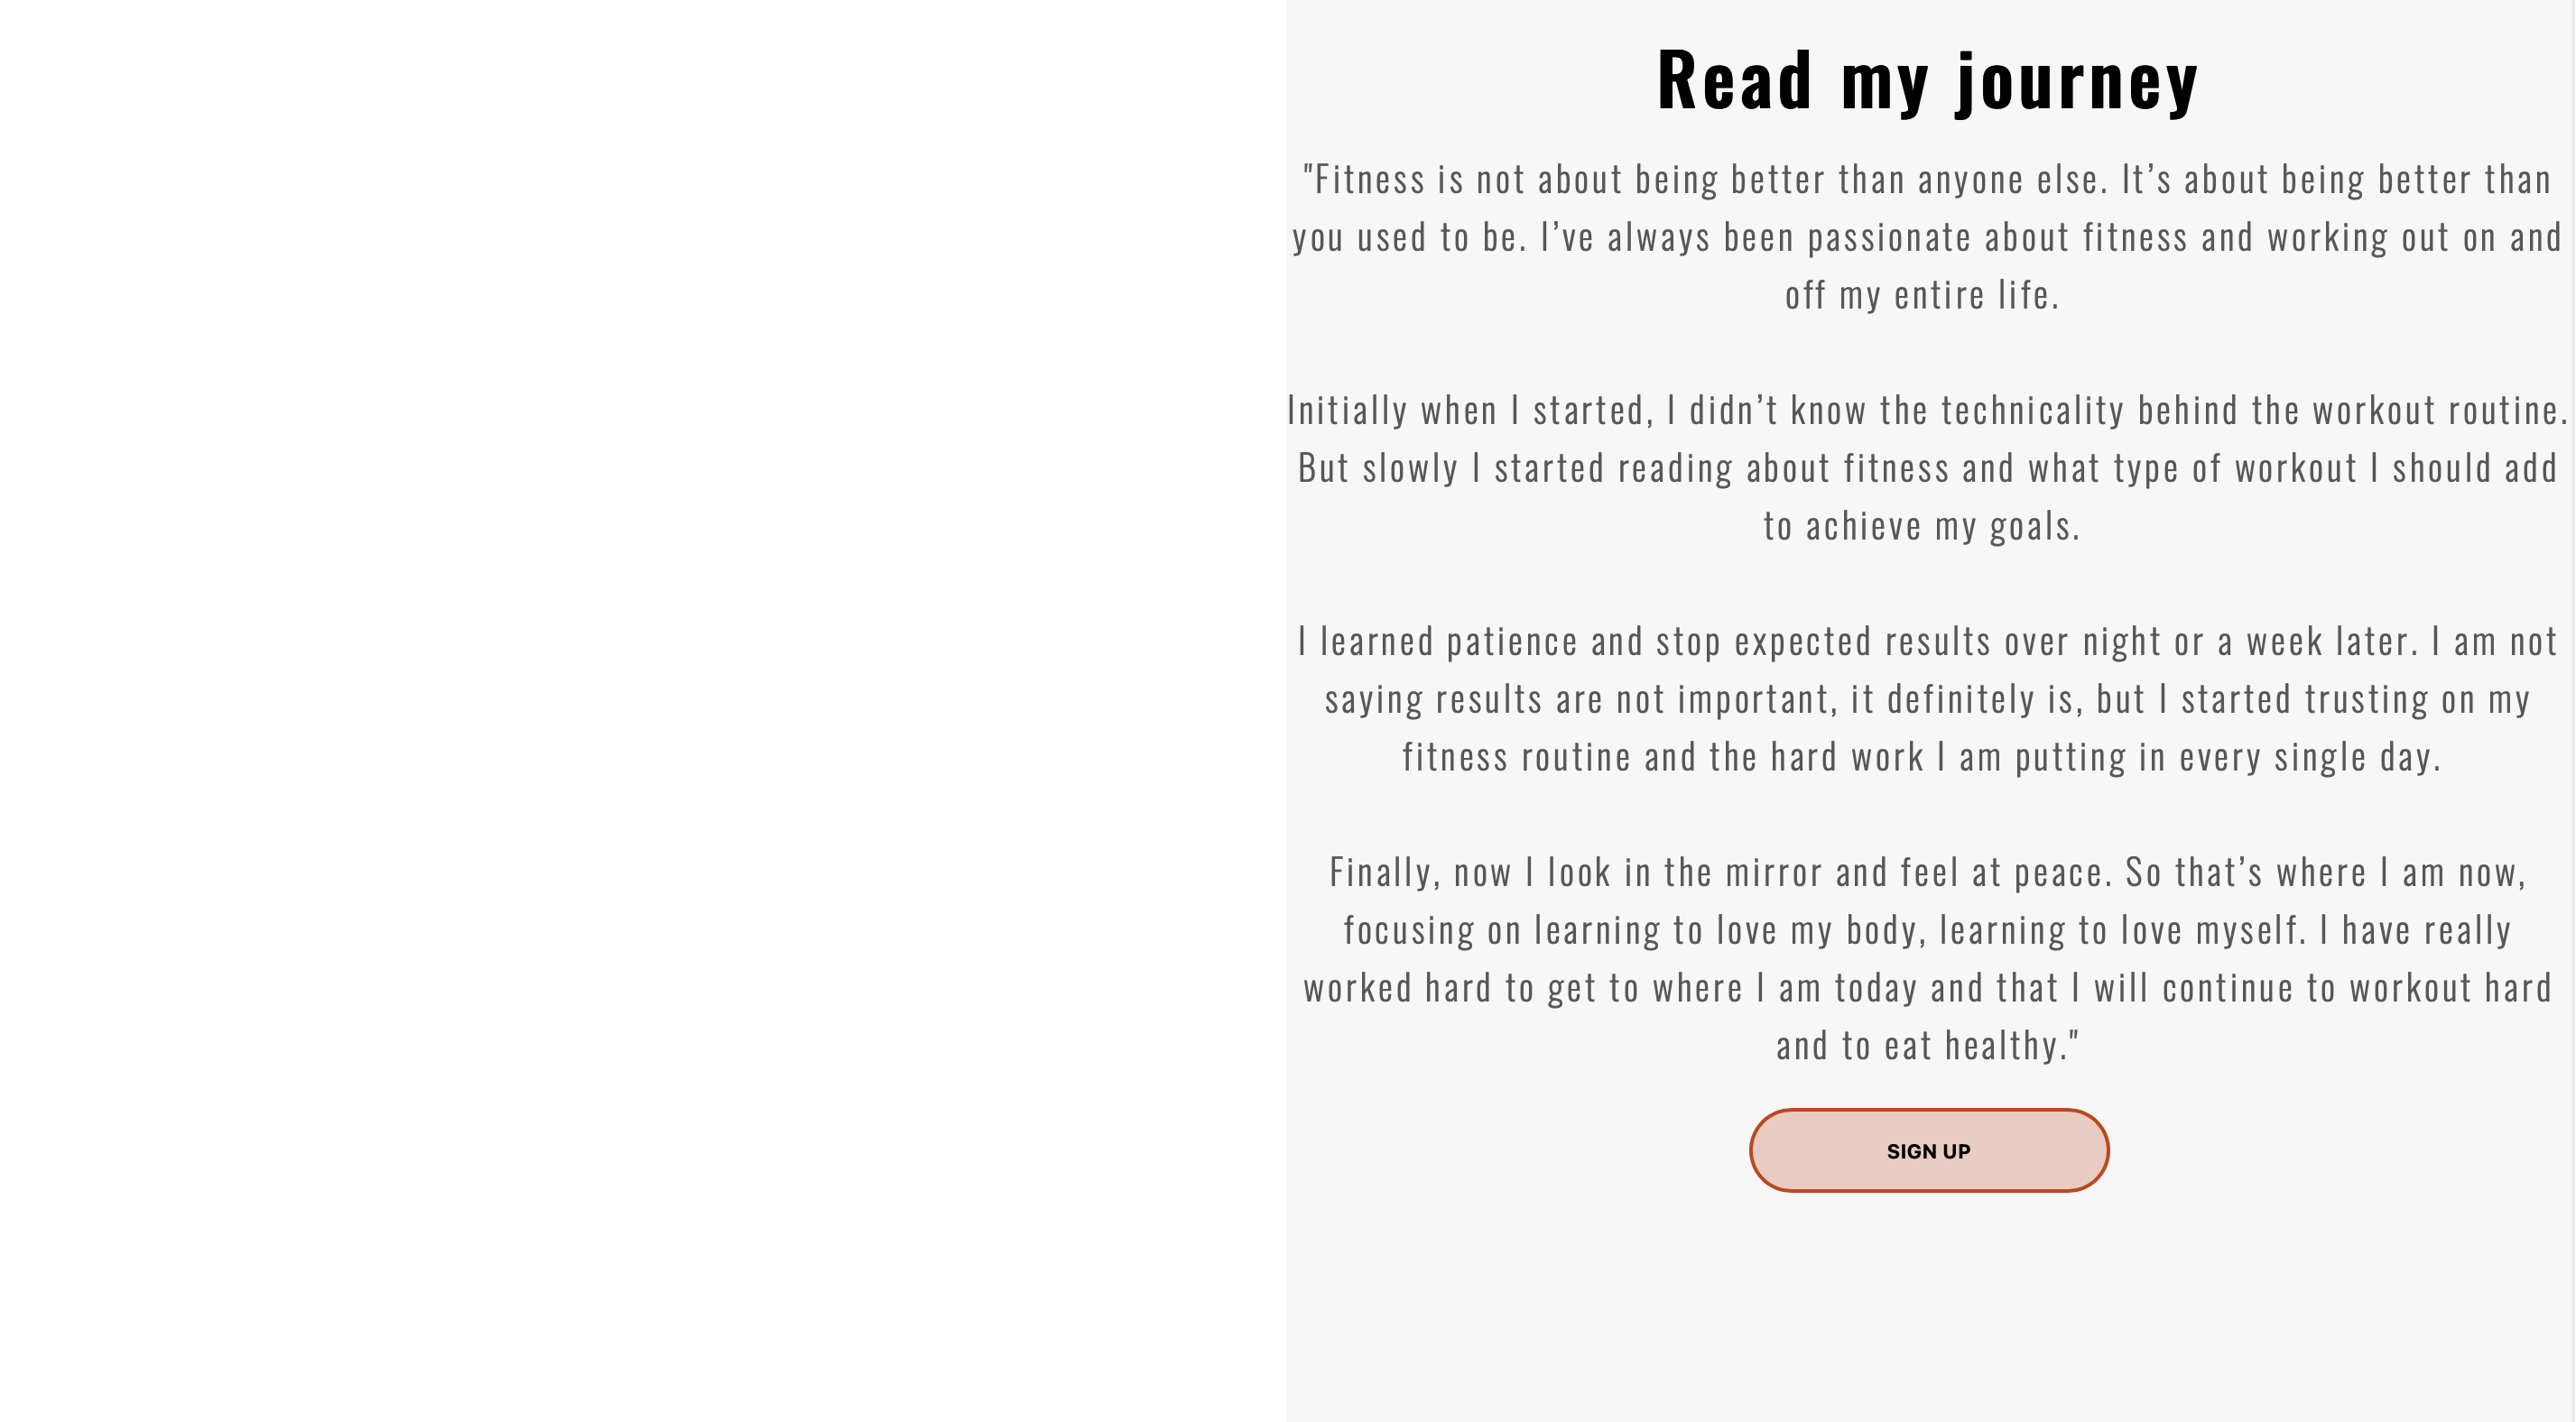 Read my journey
"Fitness is not about being better than anyone else. It’s about being better than
you used to be. I’ve always been passionate about fitness and working out on and
off my entire life.
Initially when I started, I didn’t know the technicality behind the workout routine.
But slowly I started reading about fitness and what type of workout I should add
to achieve my goals.
I learned patience and stop expected results over night or a week later. I am not
saying results are not important, it definitely is, but I started trusting on my
fitness routine and the hard work I am putting in every single day.
Finally, now I look in the mirror and feel at peace. So that’s where I am now,
focusing on learning to love my body, learning to love myself. I have really
worked hard to get to where I am today and that I will continue to workout hard
and to eat healthy."
SIGN UP